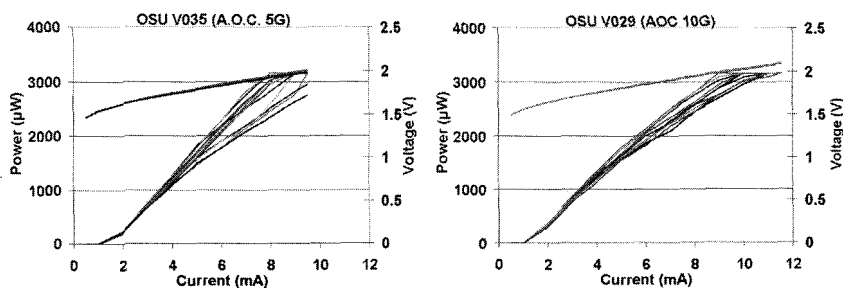 OSU V035 (A.O.C. 5G)
4000
3000
2000
1000
0
Power (µW)
2.5
2
1.5
1
0.5
0
Voltage (V)
0 2 4 6 8 10 12
Current (mA)
OSU V029 (AOC 10G)
4000
3000
2000
1000
0
Power (µW)
2.5
2
1.5
1
0.5
0
Voltage (V)
0 2 4 6 8 10 12
Current (mA)